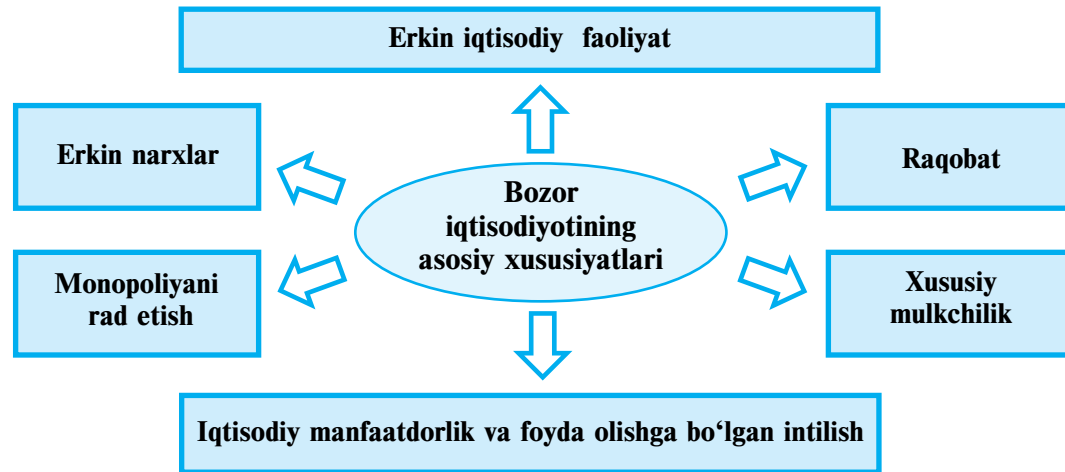 Erkin iqtisodiy faoliyat
Erkin narxlar
Raqobat
Bozor
iqtisodiyotining
asosiy xususiyatlari
Monopoliyani
rad etish
Xususiy
mulkchilik
Iqtisodiy manfaatdorlik va foyda olishga bo‘lgan intilish